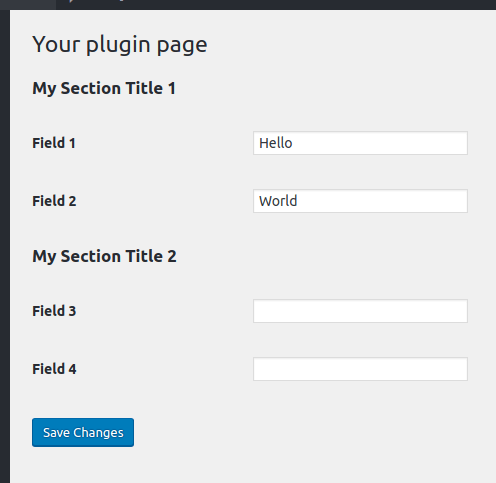 Your plugin page
My Section Title 1
Field 1 Hello
Field 2 World
My Section Title 2
Field 3
Field 4
Save Changes